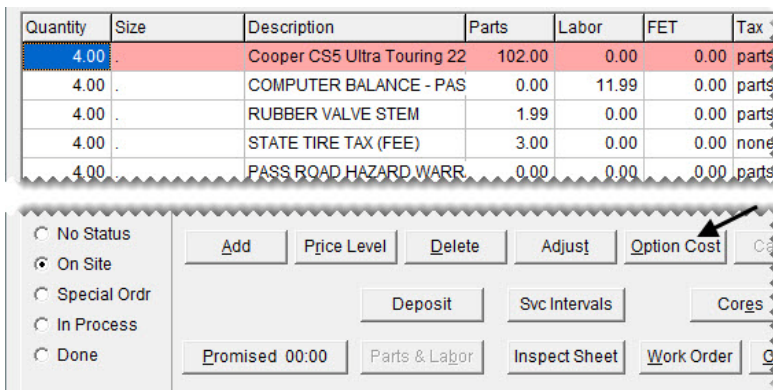 Quantity Size Description Parts Labor FET Tax
4.00 . Cooper CS5 Ultra Touring 22 102.00 0.00 0.00 parts
4.00 . COMPUTER BALANCE - PAS 0.00 11.99 0.00 parts
4.00 . RUBBER VALVE STEM 1.99 0.00 0.00 parts
4.00 . STATE TIRE TAX (FEE) 3.00 0.00 0.00 none
4.00 . PASS ROAD HAZARD WARR 0.00 0.00 0.00 parts
No Status
On Site
Special Ordr
In Process
Done
Add Price Level Delete Adjust Option Cost
Deposit Svc Intervals Cores
Promised 00:00 Parts & Labor Inspect Sheet Work Order